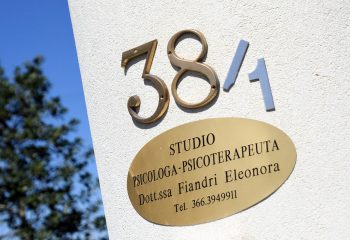 38/1
STUDIO
PSICOLOGA-PSICOTERAPEUTA
Dott.ssa Fiandri Eleonora
Tel. 366.3949911